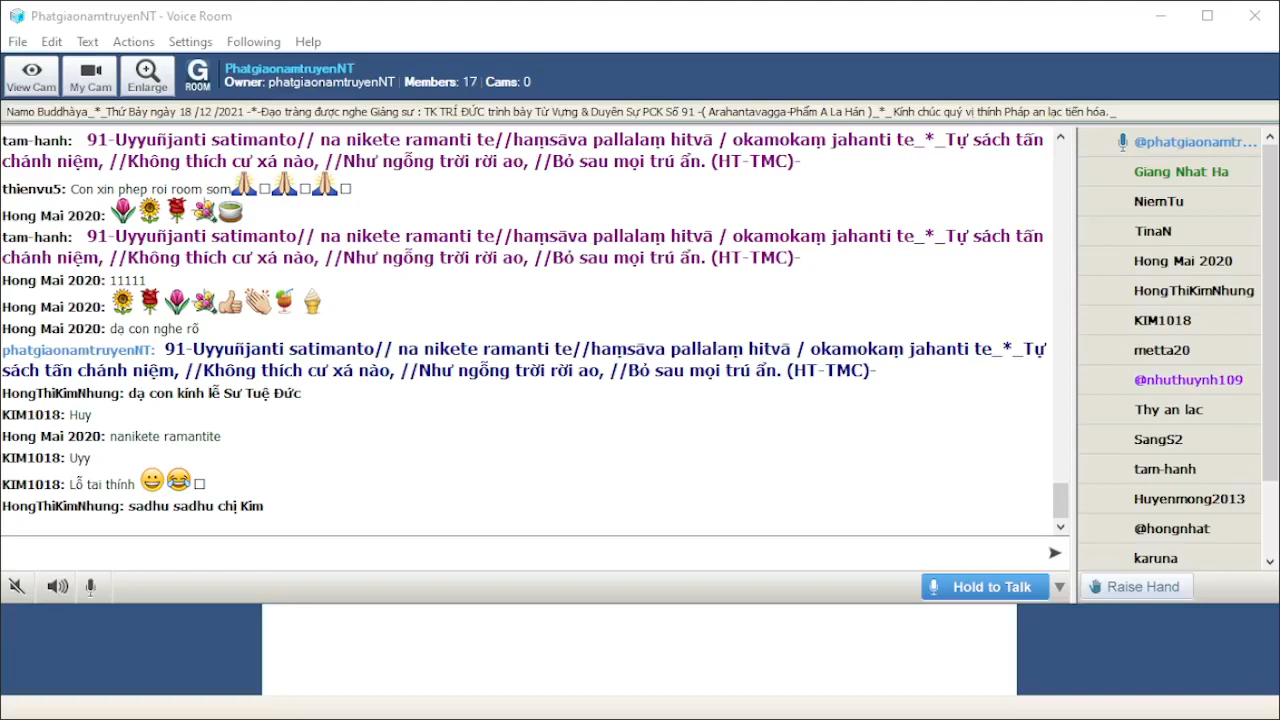 PhatgiaonamtruyenNT - Voice Room
File Edit Text Actions Settings Following Help
View Cam My Cam Enlarge G ROOM
PhatgiaonamtruyenNT
Owner: phatgiaonamtruyenNT Members: 17 Cams: 0
Namo Buddhàya_*_Thứ Bảy ngày 18 /12 /2021 -*-Đạo tràng được nghe Giảng sư : TK TRÍ ĐỨC trình bày Từ Vựng & Duyên Sự PCK Số 91 -( Arahantavagga-Phẩm A La Hán )_*_Kính chúc quý vị thính Pháp an lạc tiến hóa._
tam-hanh: 91-Uyyuñjanti satimanto// na nikete ramanti te//haṃsāva pallalaṃ hitvā / okamokaṃ jahanti te_*_Tự sách tấn
chánh niệm, //Không thích cư xá nào, //Như ngỗng trời rời ao, //Bỏ sau mọi trú ẩn. (HT-TMC)-
thienvu5: Con xin phep roi room som
Hong Mai 2020:
tam-hanh: 91-Uyyuñjanti satimanto// na nikete ramanti te//haṃsāva pallalaṃ hitvā / okamokaṃ jahanti te_*_Tự sách tấn
chánh niệm, //Không thích cư xá nào, //Như ngỗng trời rời ao, //Bỏ sau mọi trú ẩn. (HT-TMC)-
Hong Mai 2020: 11111
Hong Mai 2020:
Hong Mai 2020: dạ con nghe rõ
phatgiaonamtruyenNT: 91-Uyyuñjanti satimanto// na nikete ramanti te//haṃsāva pallalaṃ hitvā / okamokaṃ jahanti te_*_Tự
sách tấn chánh niệm, //Không thích cư xá nào, //Như ngỗng trời rời ao, //Bỏ sau mọi trú ẩn. (HT-TMC)-
HongThiKimNhung: dạ con kính lễ Sư Tuệ Đức
KIM1018: Huy
Hong Mai 2020: nanikete ramantite
KIM1018: Uyy
KIM1018: Lỗ tai thính
HongThiKimNhung: sadhu sadhu chị Kim
@phatgiaonamtr...
Giang Nhat Ha
NiemTu
TinaN
Hong Mai 2020
HongThiKimNhung
KIM1018
metta20
@nhuthuynh109
Thy an lac
SangS2
tam-hanh
Huyenmong2013
@hongnhat
karuna
Hold to Talk
Raise Hand